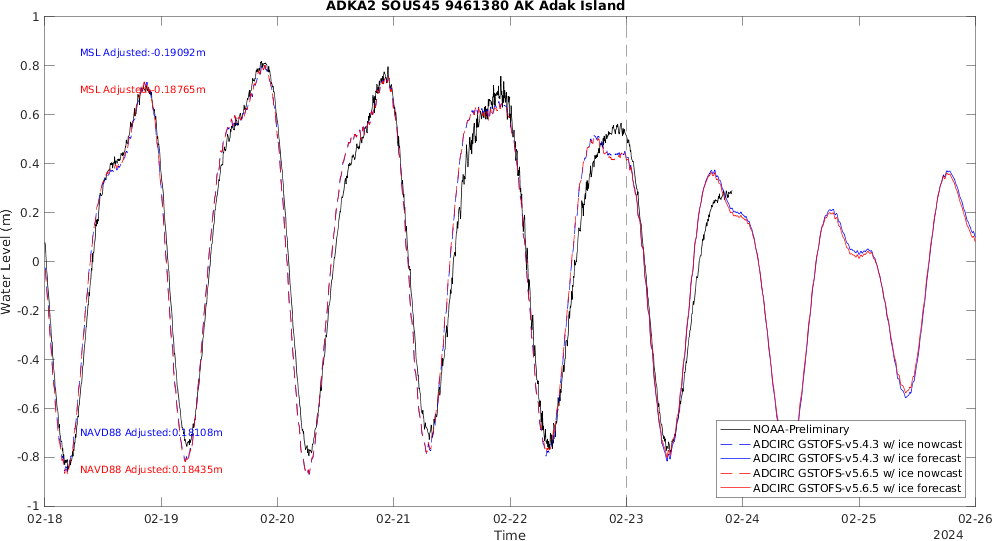 ADKA2 SOUS45 9461380 AK Adak Island
MSL Adjusted:-0.19092m
MSL Adjusted:-0.18765m
NAVD88 Adjusted:0.18108m
NAVD88 Adjusted:0.18435m
Water Level (m)
1
0.8
0.6
0.4
0.2
0
-0.2
-0.4
-0.6
-0.8
-1
NOAA-Preliminary
ADCIRC GSTOFS-v5.4.3 w/ ice nowcast
ADCIRC GSTOFS-v5.4.3 w/ ice forecast
ADCIRC GSTOFS-v5.6.5 w/ ice nowcast
ADCIRC GSTOFS-v5.6.5 w/ ice forecast
02-18 02-19 02-20 02-21 02-22 02-23 02-24 02-25 02-26
Time
2024